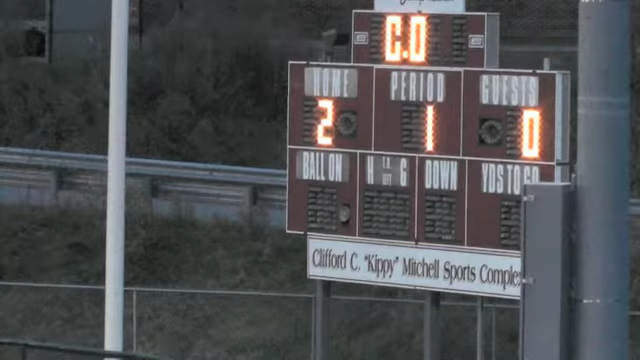 0.0
HOME PERIOD GUESTS
2 1 0
BALL ON H G DOWN YDS TO GO
Clifford C. "Kippy" Mitchell Sports Complex